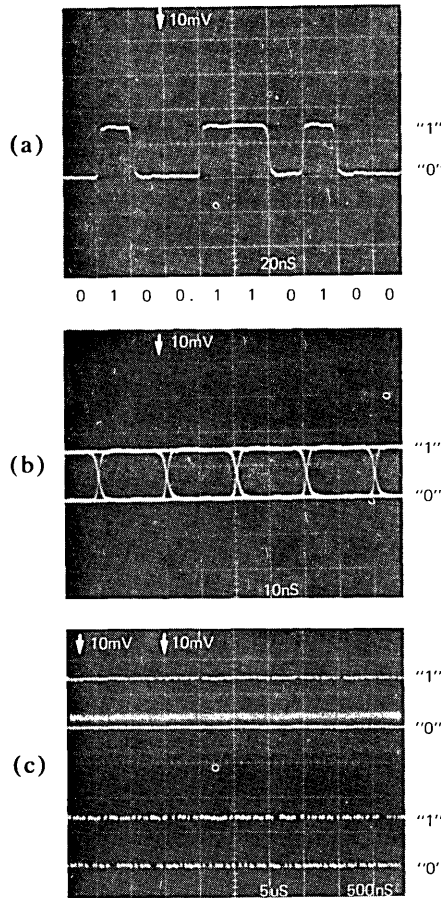 10mV
"1"
(a)
"0"
20nS
0 1 0 0. 1 1 0 1 0 0
10mV
"1"
(b)
"0"
10nS
10mV 10mV
"1"
"0"
(c)
"1"
"0'
5uS 500nS